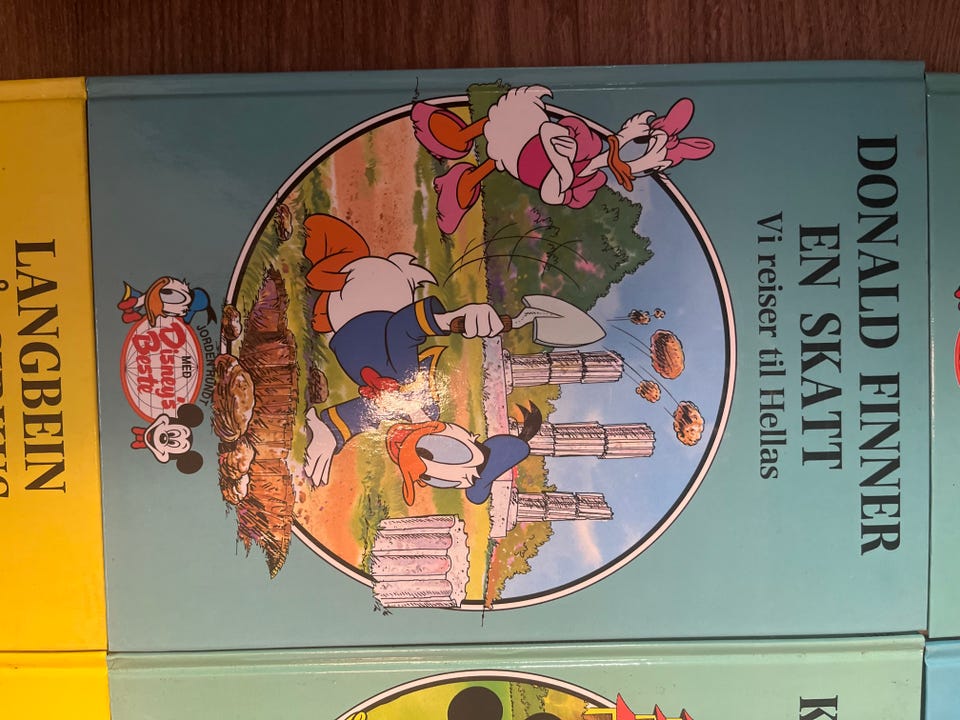 DONALD FINNER
EN SKATT
Vi reiser til Hellas
JORDEN RUNDT
MED
Disney's
Beste
LANGBEIN
K